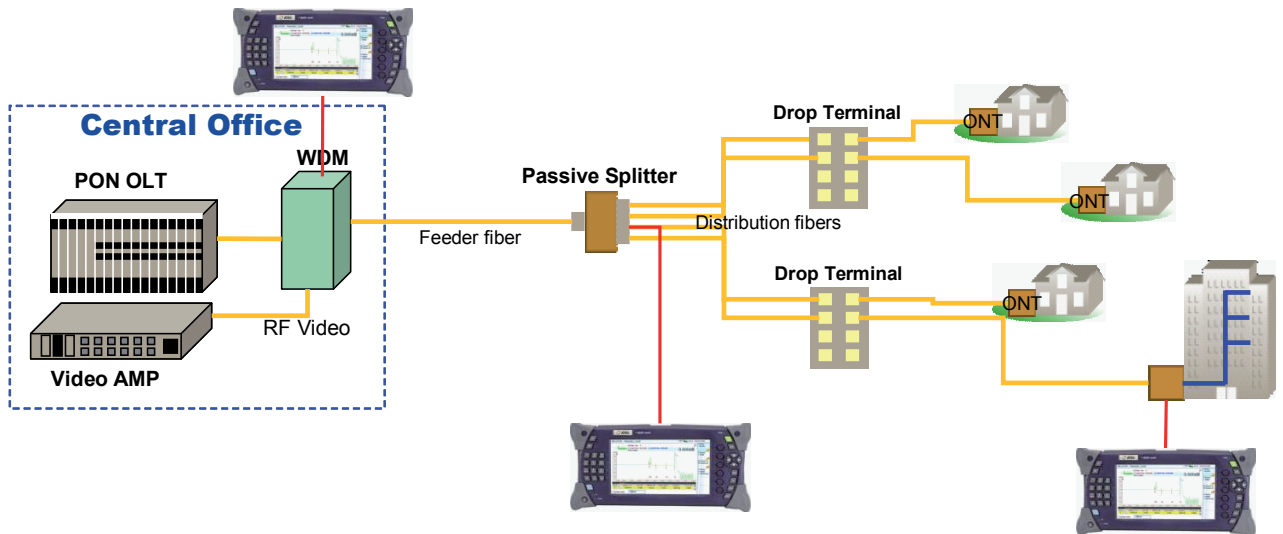 Central Office
WDM
PON OLT
RF Video
Video AMP
Feeder fiber
Passive Splitter
Distribution fibers
Drop Terminal
ONT
ONT
Drop Terminal
ONT